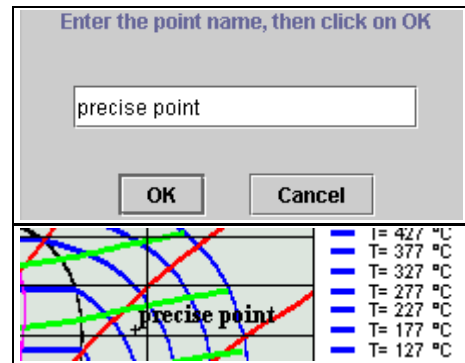 Enter the point name, then click on OK
precise point
OK Cancel
T= 427 °C
T= 377 °C
T= 327 °C
T= 277 °C
T= 227 °C
precise point
T= 177 °C
T= 127 °C